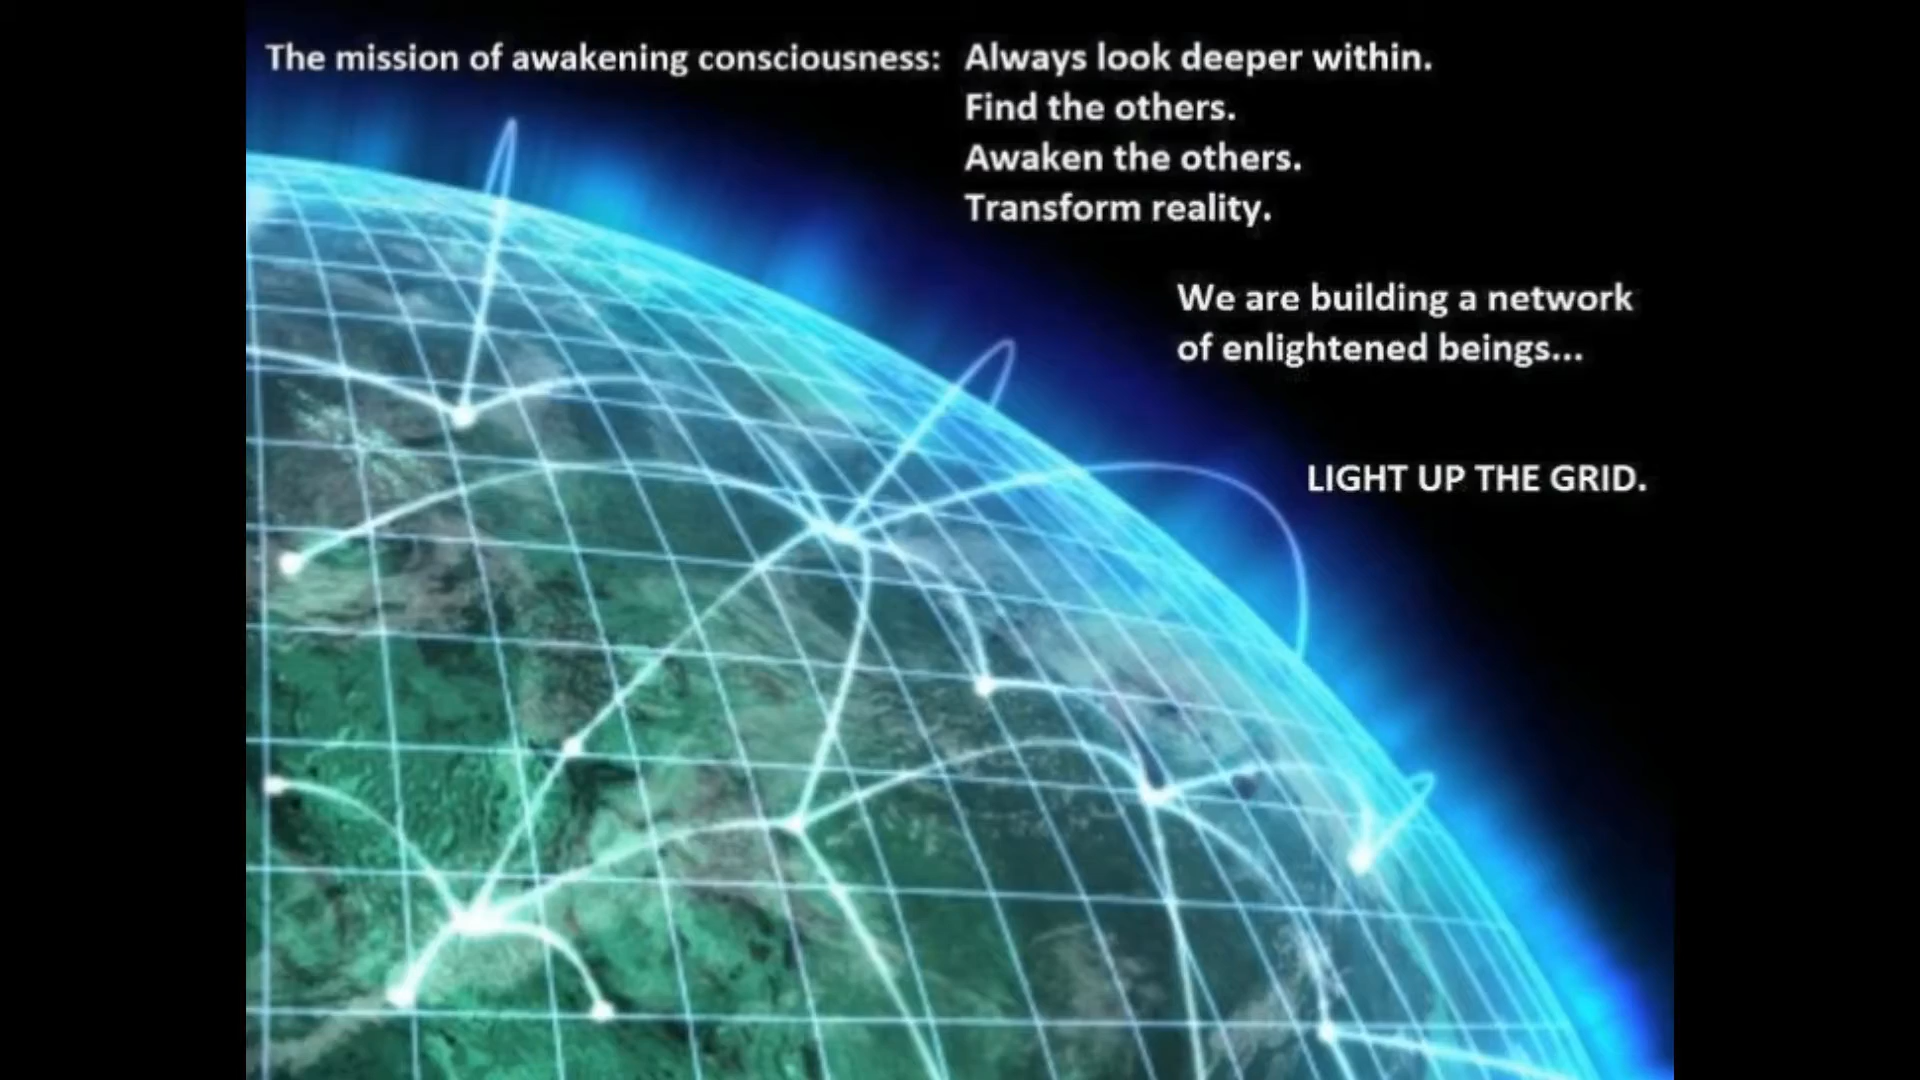 The mission of awakening consciousness: Always look deeper within.
Find the others.
Awaken the others.
Transform reality.
We are building a network
of enlightened beings...
LIGHT UP THE GRID.